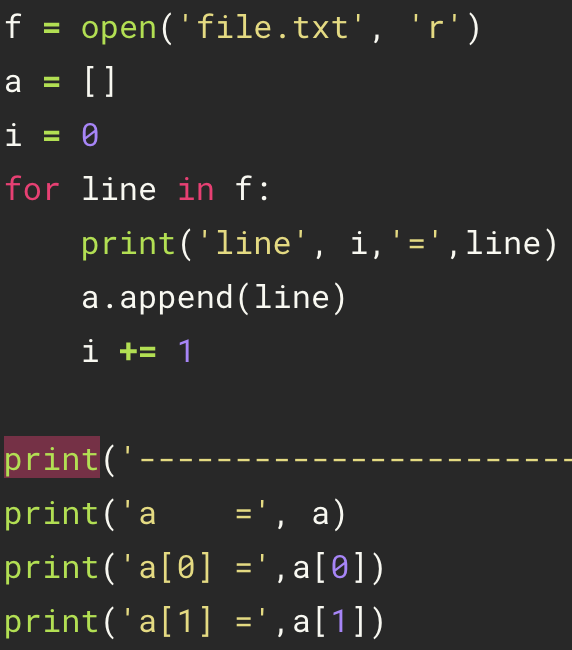 f = open('file.txt', 'r')
a = []
i = 0
for line in f:
    print('line', i,'=',line)
    a.append(line)
    i += 1

print('-----------------------
print('a    =', a)
print('a[0] =',a[0])
print('a[1] =',a[1])